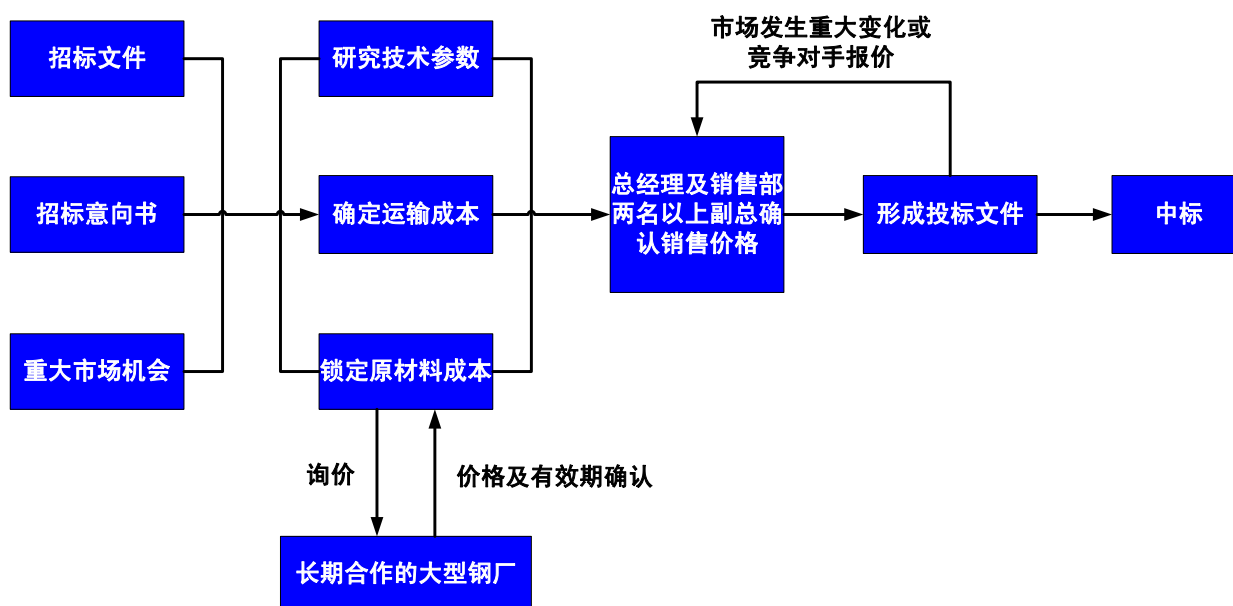 招标文件
研究技术参数
市场发生重大变化或
竞争对手报价
招标意向书
确定运输成本
总经理及销售部
两名以上副总确
认销售价格
形成投标文件
中标
重大市场机会
锁定原材料成本
询价
价格及有效期确认
长期合作的大型钢厂